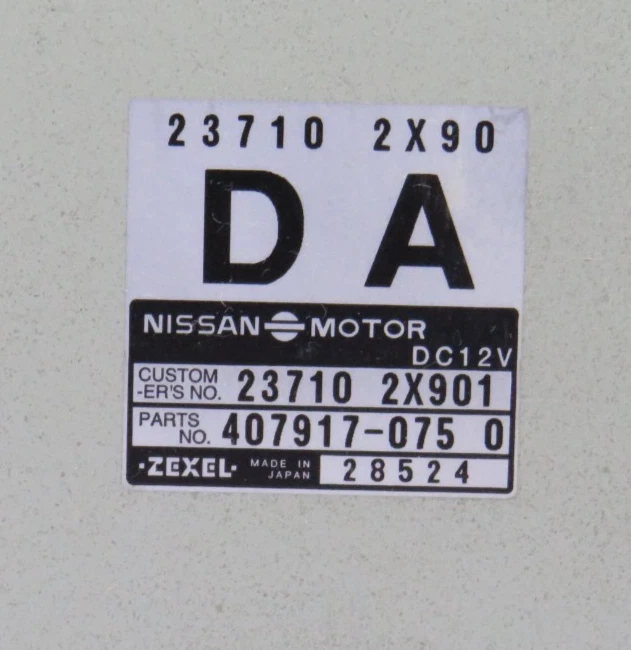 23710 2X90
DA
NISSAN MOTOR
DC12V
CUSTOM
-ER'S NO. 23710 2X901
PARTS
NO. 407917-075 0
·ZEXEL· MADE IN
JAPAN 28524